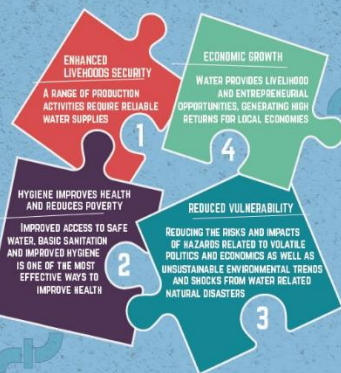 ENHANCED
LIVEHOODS SECURITY
A RANGE OF PRODUCTION
ACTIVITIES REQUIRE RELIABLE
WATER SUPPLIES
1
ECONOMIC GROWTH
WATER PROVIDES LIVELIHOOD
AND ENTREPRENEURIAL
OPPORTUNITIES, GENERATING HIGH
RETURNS FOR LOCAL ECONOMIES
4
HYGIENE IMPROVES HEALTH
AND REDUCES POVERTY
IMPROVED ACCESS TO SAFE
WATER, BASIC SANITATION
AND IMPROVED HYGIENE
IS ONE OF THE MOST
EFFECTIVE WAYS TO
IMPROVE HEALTH
2
REDUCED VULNERABILITY
REDUCING THE RISKS AND IMPACTS
OF HAZARDS RELATED TO VOLATILE
POLITICS AND ECONOMICS AS WELL AS
UNSUSTAINABLE ENVIRONMENTAL TRENDS
AND SHOCKS FROM WATER RELATED
NATURAL DISASTERS
3